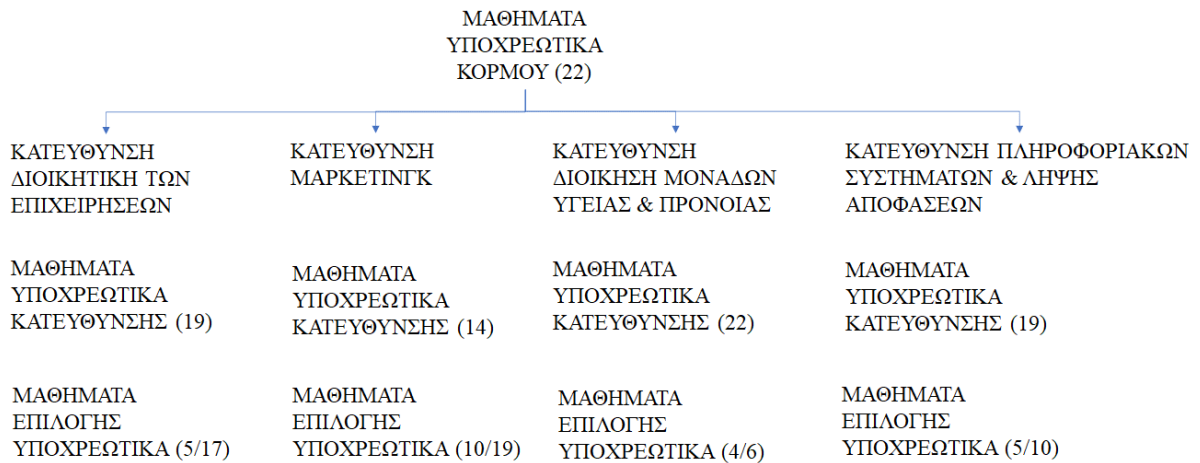 ΜΑΘΗΜΑΤΑ
ΥΠΟΧΡΕΩΤΙΚΑ
ΚΟΡΜΟΥ (22)
ΚΑΤΕΥΘΥΝΣΗ
ΔΙΟΙΚΗΤΙΚΗ ΤΩΝ
ΕΠΙΧΕΙΡΗΣΕΩΝ
ΚΑΤΕΥΘΥΝΣΗ
ΜΑΡΚΕΤΙΝΓΚ
ΚΑΤΕΥΘΥΝΣΗ
ΔΙΟΙΚΗΣΗ ΜΟΝΑΔΩΝ
ΥΓΕΙΑΣ & ΠΡΟΝΟΙΑΣ
ΚΑΤΕΥΘΥΝΣΗ ΠΛΗΡΟΦΟΡΙΑΚΩΝ
ΣΥΣΤΗΜΑΤΩΝ & ΛΗΨΗΣ
ΑΠΟΦΑΣΕΩΝ
ΜΑΘΗΜΑΤΑ
ΥΠΟΧΡΕΩΤΙΚΑ
ΚΑΤΕΥΘΥΝΣΗΣ (19)
ΜΑΘΗΜΑΤΑ
ΥΠΟΧΡΕΩΤΙΚΑ
ΚΑΤΕΥΘΥΝΣΗΣ (14)
ΜΑΘΗΜΑΤΑ
ΥΠΟΧΡΕΩΤΙΚΑ
ΚΑΤΕΥΘΥΝΣΗΣ (22)
ΜΑΘΗΜΑΤΑ
ΥΠΟΧΡΕΩΤΙΚΑ
ΚΑΤΕΥΘΥΝΣΗΣ (19)
ΜΑΘΗΜΑΤΑ
ΕΠΙΛΟΓΗΣ
ΥΠΟΧΡΕΩΤΙΚΑ (5/17)
ΜΑΘΗΜΑΤΑ
ΕΠΙΛΟΓΗΣ
ΥΠΟΧΡΕΩΤΙΚΑ (10/19)
ΜΑΘΗΜΑΤΑ
ΕΠΙΛΟΓΗΣ
ΥΠΟΧΡΕΩΤΙΚΑ (4/6)
ΜΑΘΗΜΑΤΑ
ΕΠΙΛΟΓΗΣ
ΥΠΟΧΡΕΩΤΙΚΑ (5/10)